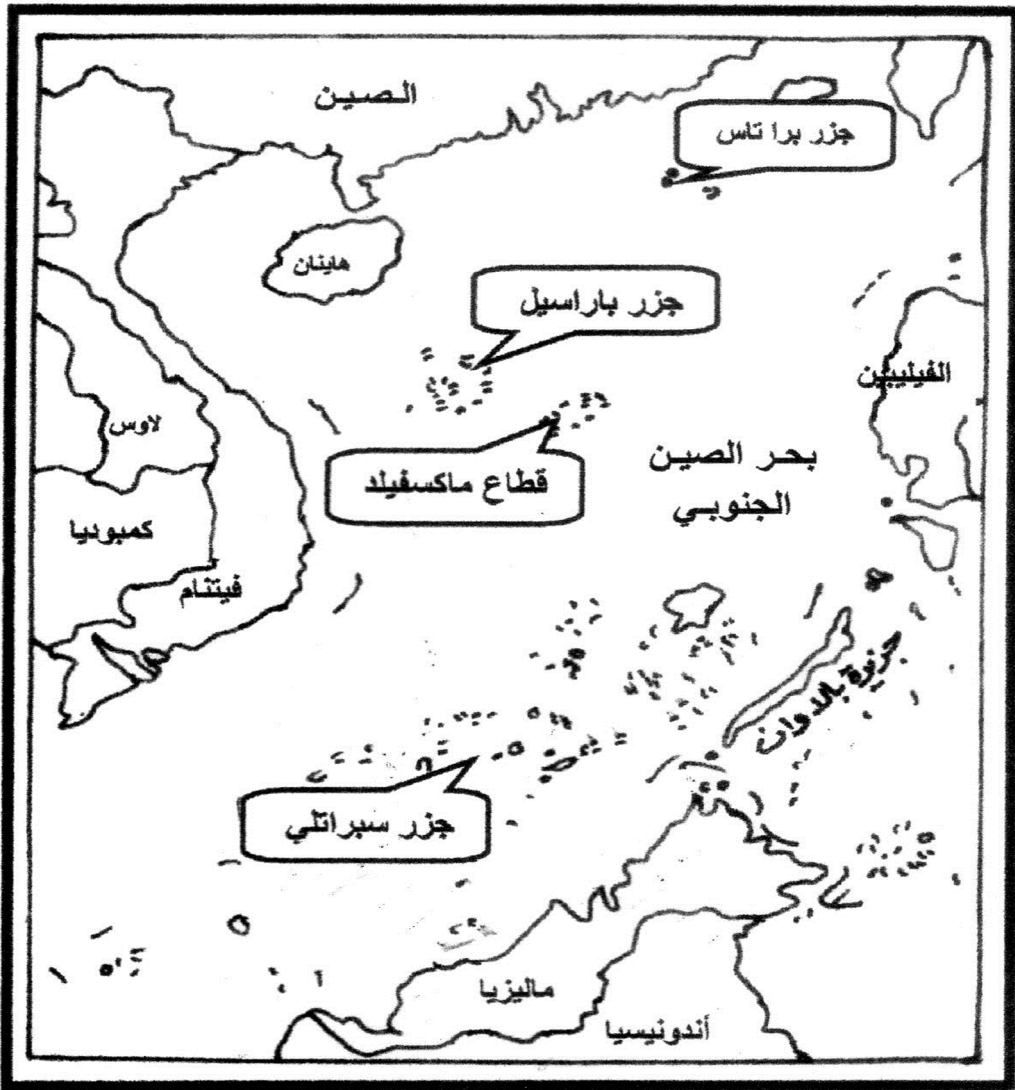 الصين
جزر برا تاس
هاينان
جزر باراسيل
الفيليبين
لاوس
بحر الصين
الجنوبي
قطاع ماكسفيلد
كمبوديا
فيتنام
جزيرة بالدوان
جزر سبراتلي
ماليزيا
أندونيسيا